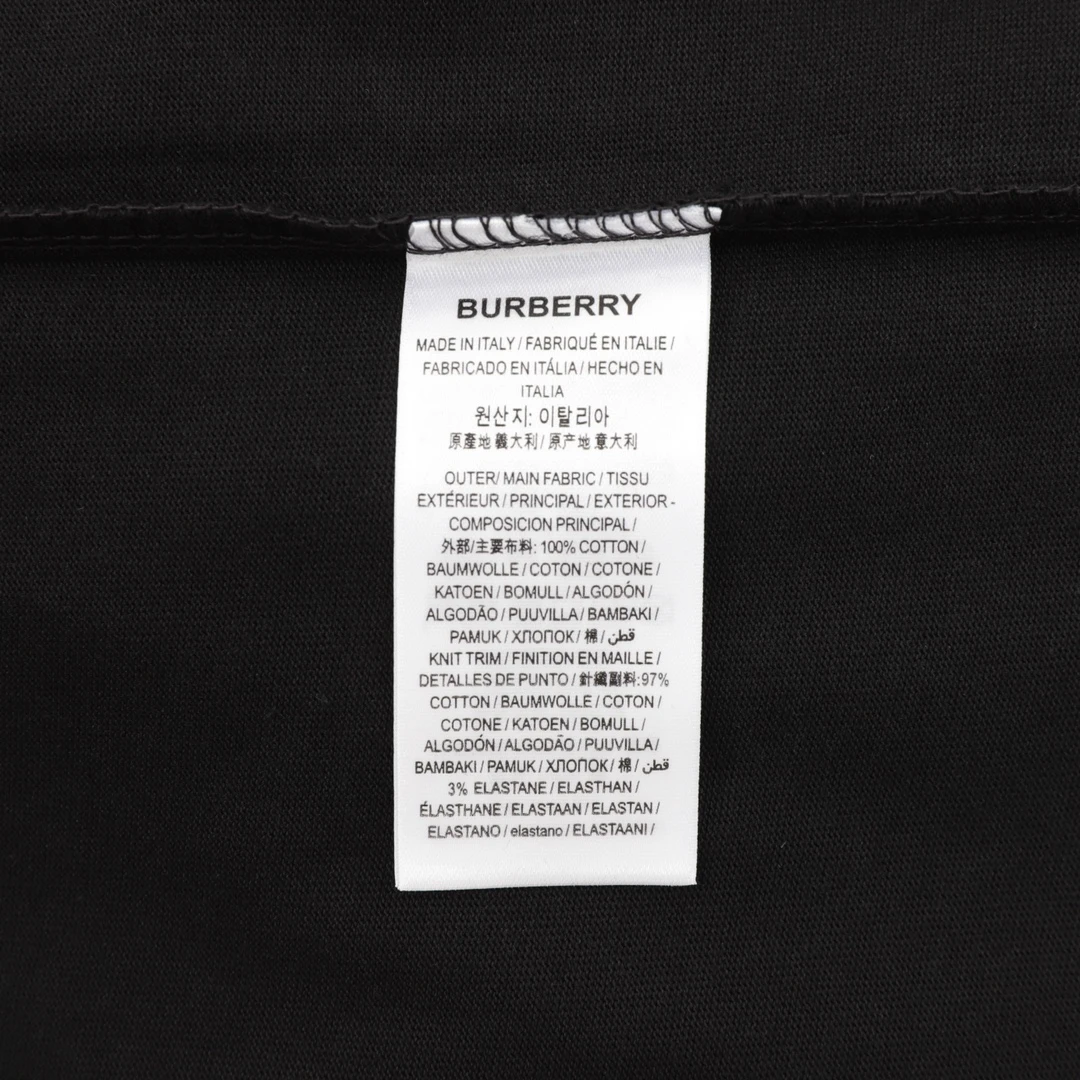 BURBERRY
MADE IN ITALY / FABRIQUÉ EN ITALIE /
FABRICADO EN ITÁLIA / HECHO EN
ITALIA
원산지: 이탈리아
原產地 義大利 / 原产地 意大利
OUTER/ MAIN FABRIC / TISSU
EXTÉRIEUR / PRINCIPAL / EXTERIOR -
COMPOSICION PRINCIPAL /
外部/主要布料: 100% COTTON /
BAUMWOLLE / COTON / COTONE /
KATOEN / BOMULL / ALGODÓN /
ALGODÃO / PUUVILLA / BAMBAKI /
PAMUK / ХЛОПОК / 棉 / قطن
KNIT TRIM / FINITION EN MAILLE /
DETALLES DE PUNTO / 針織副料:97%
COTTON / BAUMWOLLE / COTON /
COTONE / KATOEN / BOMULL /
ALGODÓN / ALGODÃO / PUUVILLA /
BAMBAKI / PAMUK / ХЛОПОК / 棉 / قطن
3% ELASTANE / ELASTHAN /
ÉLASTHANE / ELASTAAN / ELASTAN /
ELASTANO / elastano / ELASTAANI /